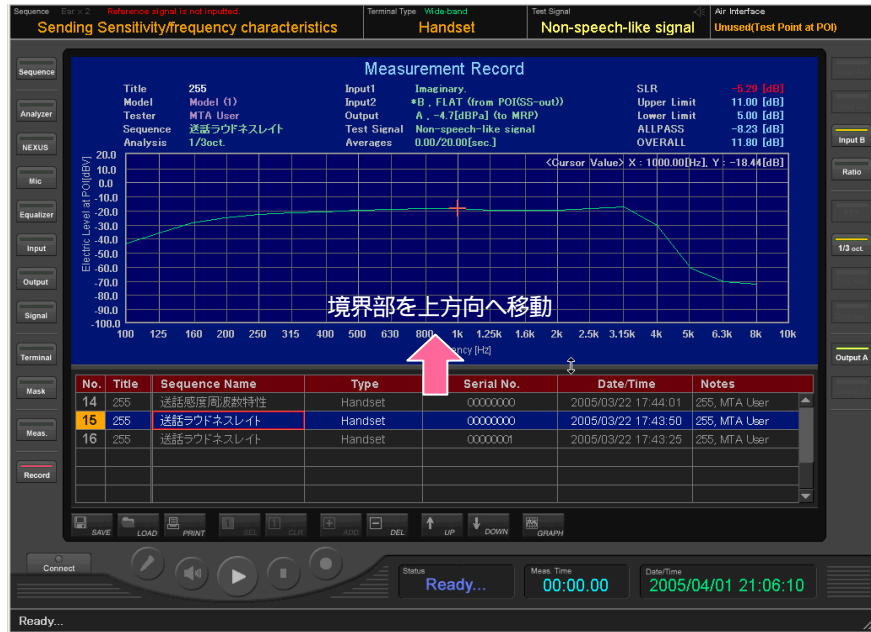 Sequence Ear × 2 Reference signal is not inputted.
Sending Sensitivity/frequency characteristics
Terminal Type Wide-band
Handset
Test Signal
Non-speech-like signal
Air Interface
Unused(Test Point at POI)
Sequence
Analyzer
NEXUS
Mic
Equalizer
Input
Output
Signal
Terminal
Mask
Meas.
Record
Input B
Ratio
1/3 oct.
Output A
Measurement Record
Title 255 Input1 Imaginary. SLR -5.29 [dB]
Model Model (1) Input2 *B , FLAT (from POI(SS-out)) Upper Limit 11.00 [dB]
Tester MTA User Output A , -4.7[dBPa] (to MRP) Lower Limit 5.00 [dB]
Sequence 送話ラウドネスレイト Test Signal Non-speech-like signal ALLPASS -8.23 [dB]
Analysis 1/3oct. Averages 0.00/20.00[sec.] OVERALL 11.80 [dB]
<Cursor Value> X : 1000.00[Hz], Y : -18.44[dB]
Electric Level at POI[dBV]
20.0
10.0
0.0
-10.0
-20.0
-30.0
-40.0
-50.0
-60.0
-70.0
-80.0
-90.0
-100.0
境界部を上方向へ移動
100 125 160 200 250 315 400 500 630 800 1k 1.25k 1.6k 2k 2.5k 3.15k 4k 5k 6.3k 8k 10k
[Hz]
No. Title Sequence Name Type Serial No. Date/Time Notes
14 255 送話感度周波数特性 Handset 00000000 2005/03/22 17:44:01 255, MTA User
15 255 送話ラウドネスレイト Handset 00000000 2005/03/22 17:43:50 255, MTA User
16 255 送話ラウドネスレイト Handset 00000001 2005/03/22 17:43:25 255, MTA User
SAVE LOAD PRINT SEL CLR ADD DEL UP DOWN GRAPH
Connect
Status
Ready...
Meas. Time
00:00.00
Date/Time
2005/04/01 21:06:10
Ready...